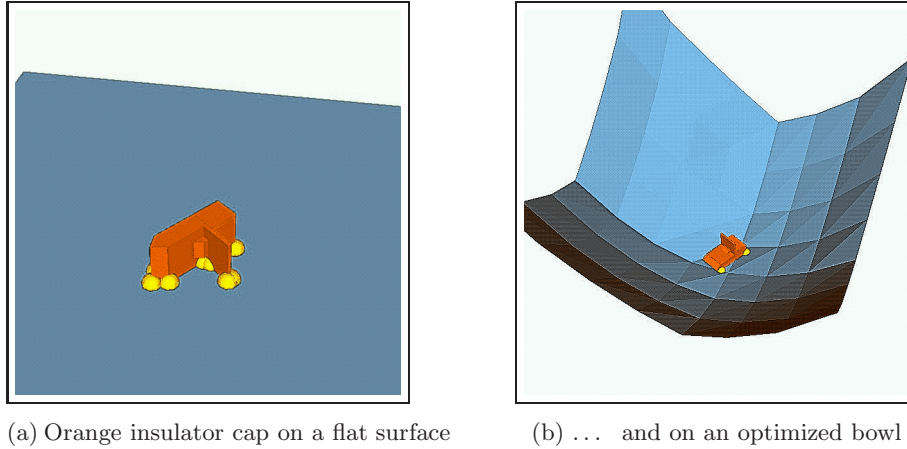 (a) Orange insulator cap on a flat surface
(b) ... and on an optimized bowl